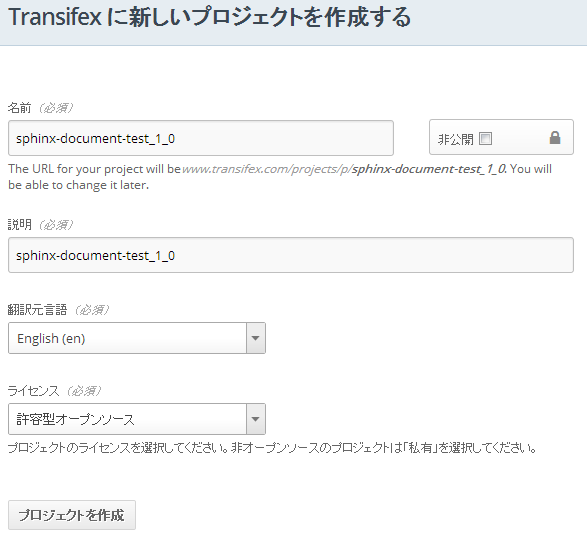 Transifex に新しいプロジェクトを作成する
名前 (必須)
sphinx-document-test_1_0
非公開
The URL for your project will bewww.transifex.com/projects/p/sphinx-document-test_1_0. You will
be able to change it later.
説明 (必須)
sphinx-document-test_1_0
翻訳元言語 (必須)
English (en)
ライセンス (必須)
許容型オープンソース
プロジェクトのライセンスを選択してください。非オープンソースのプロジェクトは「私有」を選択してください。
プロジェクトを作成